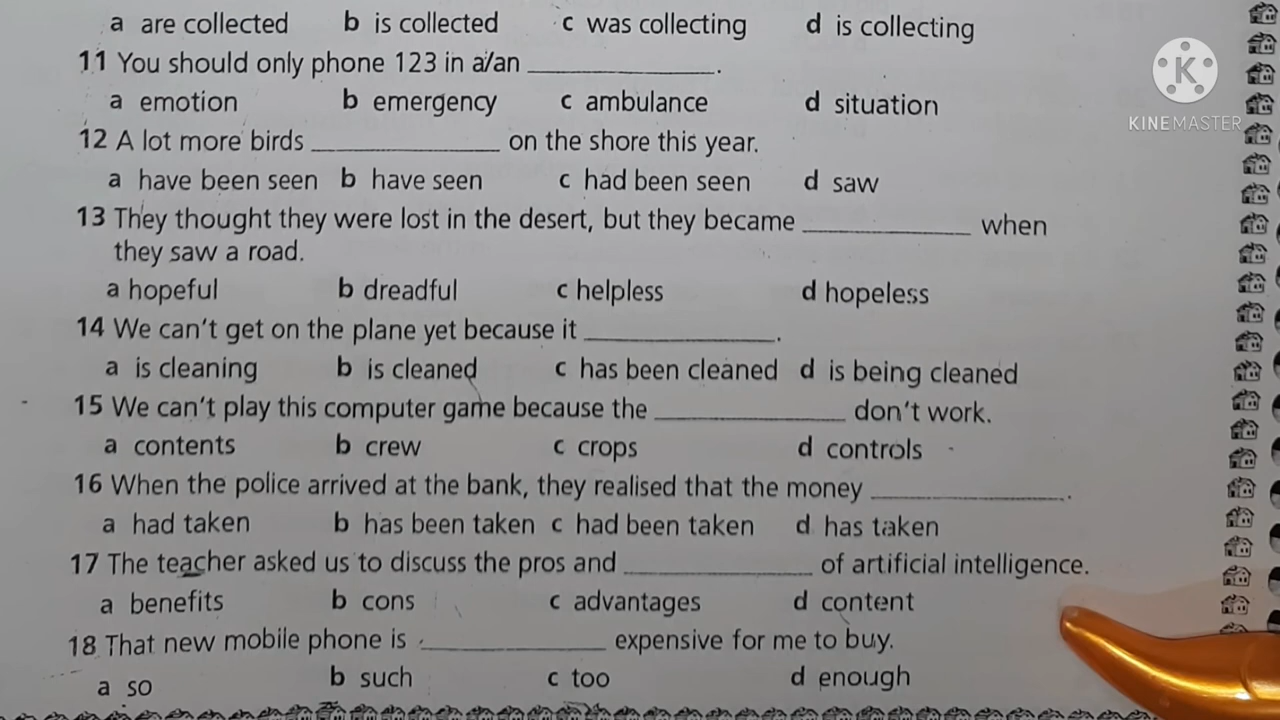 a are collected b is collected c was collecting d is collecting
11 You should only phone 123 in a/an ____________.
a emotion b emergency c ambulance d situation
12 A lot more birds ____________ on the shore this year.
a have been seen b have seen c had been seen d saw
13 They thought they were lost in the desert, but they became ____________ when
they saw a road.
a hopeful b dreadful c helpless d hopeless
14 We can't get on the plane yet because it ____________.
a is cleaning b is cleaned c has been cleaned d is being cleaned
15 We can't play this computer game because the ____________ don't work.
a contents b crew c crops d controls
16 When the police arrived at the bank, they realised that the money ____________.
a had taken b has been taken c had been taken d has taken
17 The teacher asked us to discuss the pros and ____________ of artificial intelligence.
a benefits b cons c advantages d content
18 That new mobile phone is ____________ expensive for me to buy.
a so b such c too d enough
K
KINEMASTER